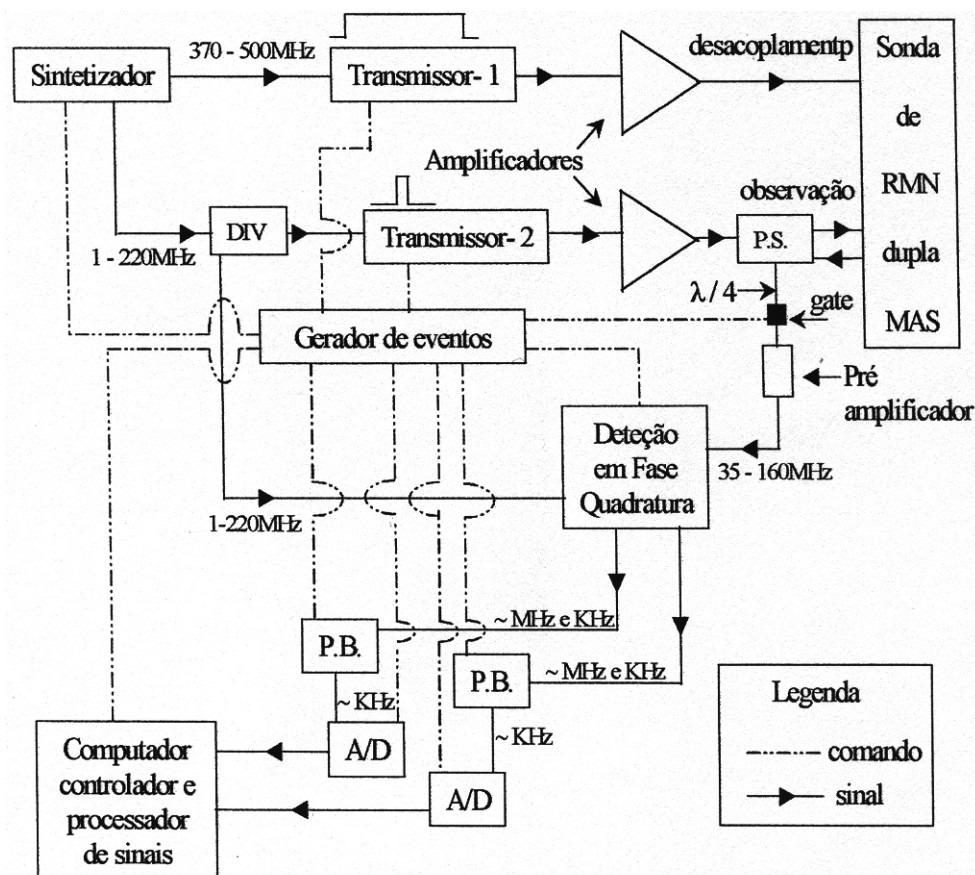 370 - 500MHz
Sintetizador
Transmissor- 1
desacoplamentp
Sonda
de
RMN
dupla
MAS
Amplificadores
observação
1 - 220MHz
DIV
Transmissor- 2
P.S.
λ / 4
gate
Gerador de eventos
Pré
amplificador
Deteção
em Fase
Quadratura
35 - 160MHz
1-220MHz
~ MHz e KHz
P.B.
~ MHz e KHz
P.B.
~ KHz
~ KHz
A/D
A/D
Computador
controlador e
processador
de sinais
Legenda
comando
sinal